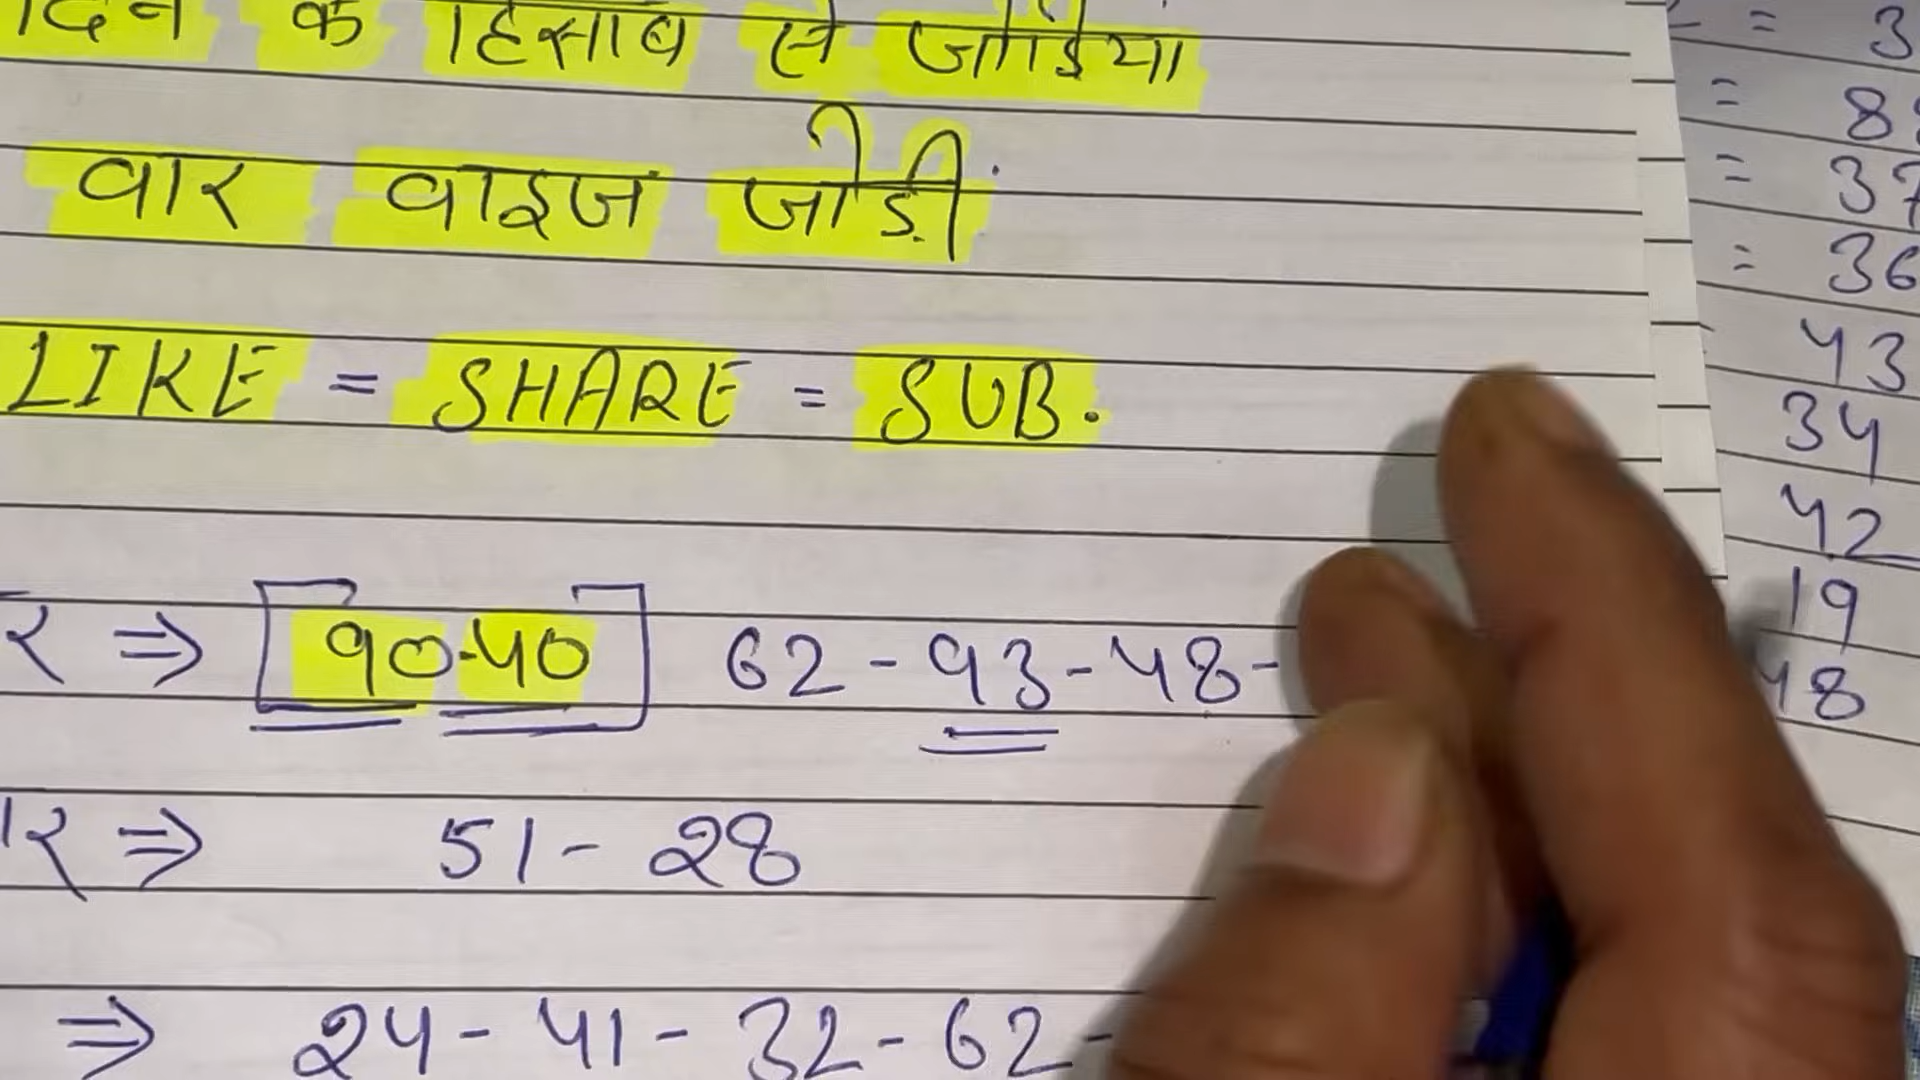 दिन के हिसाब से जोडिया
वार वाइज जोडी
LIKE = SHARE = SUB.
र ⇒ 90-40 62 - 93 - 48 -
ार ⇒ 51 - 28
⇒ 24 - 41 - 32 - 62 -
= 3
= 8
= 37
= 36
43
34
42
19
48